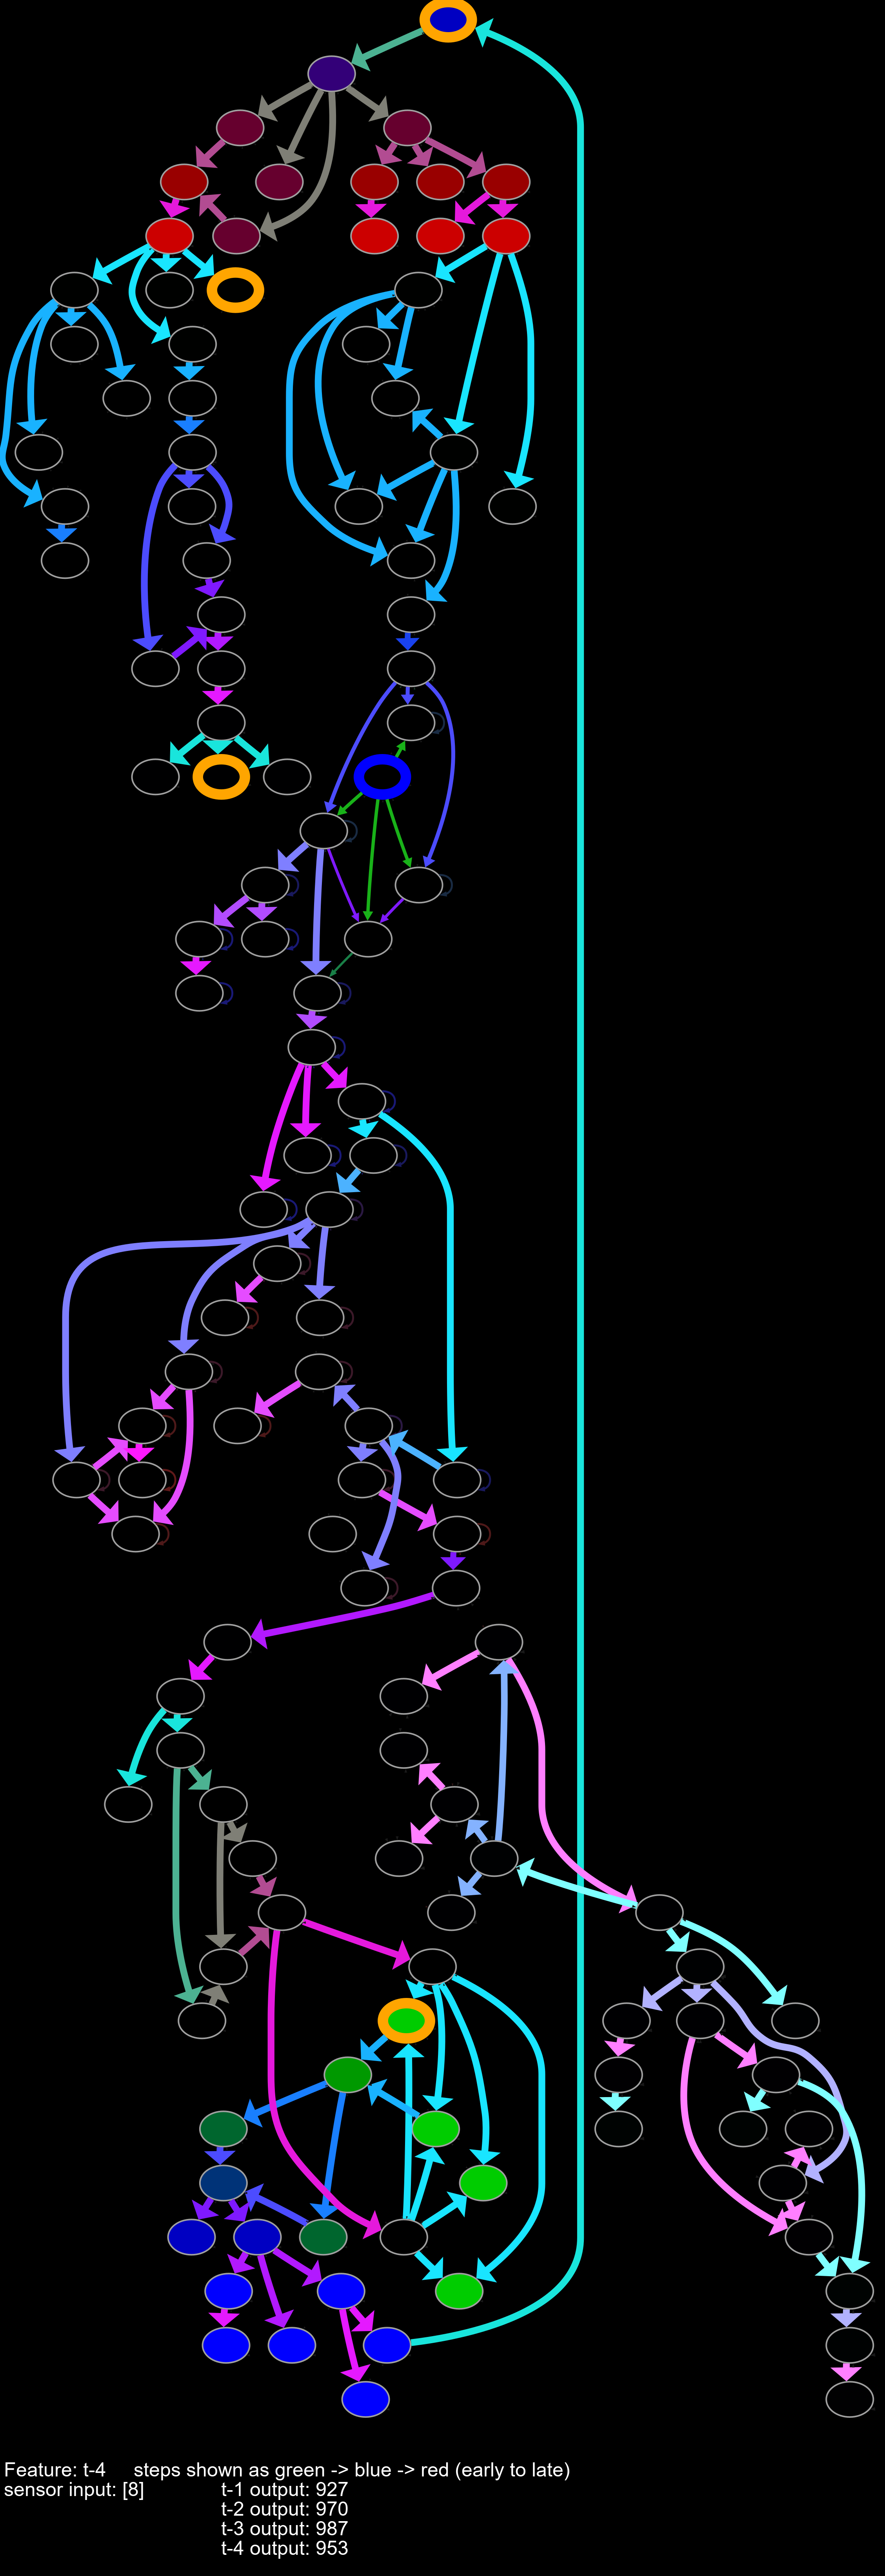 Feature: t-4 steps shown as green -> blue -> red (early to late)
sensor input: [8] t-1 output: 927
t-2 output: 970
t-3 output: 987
t-4 output: 953